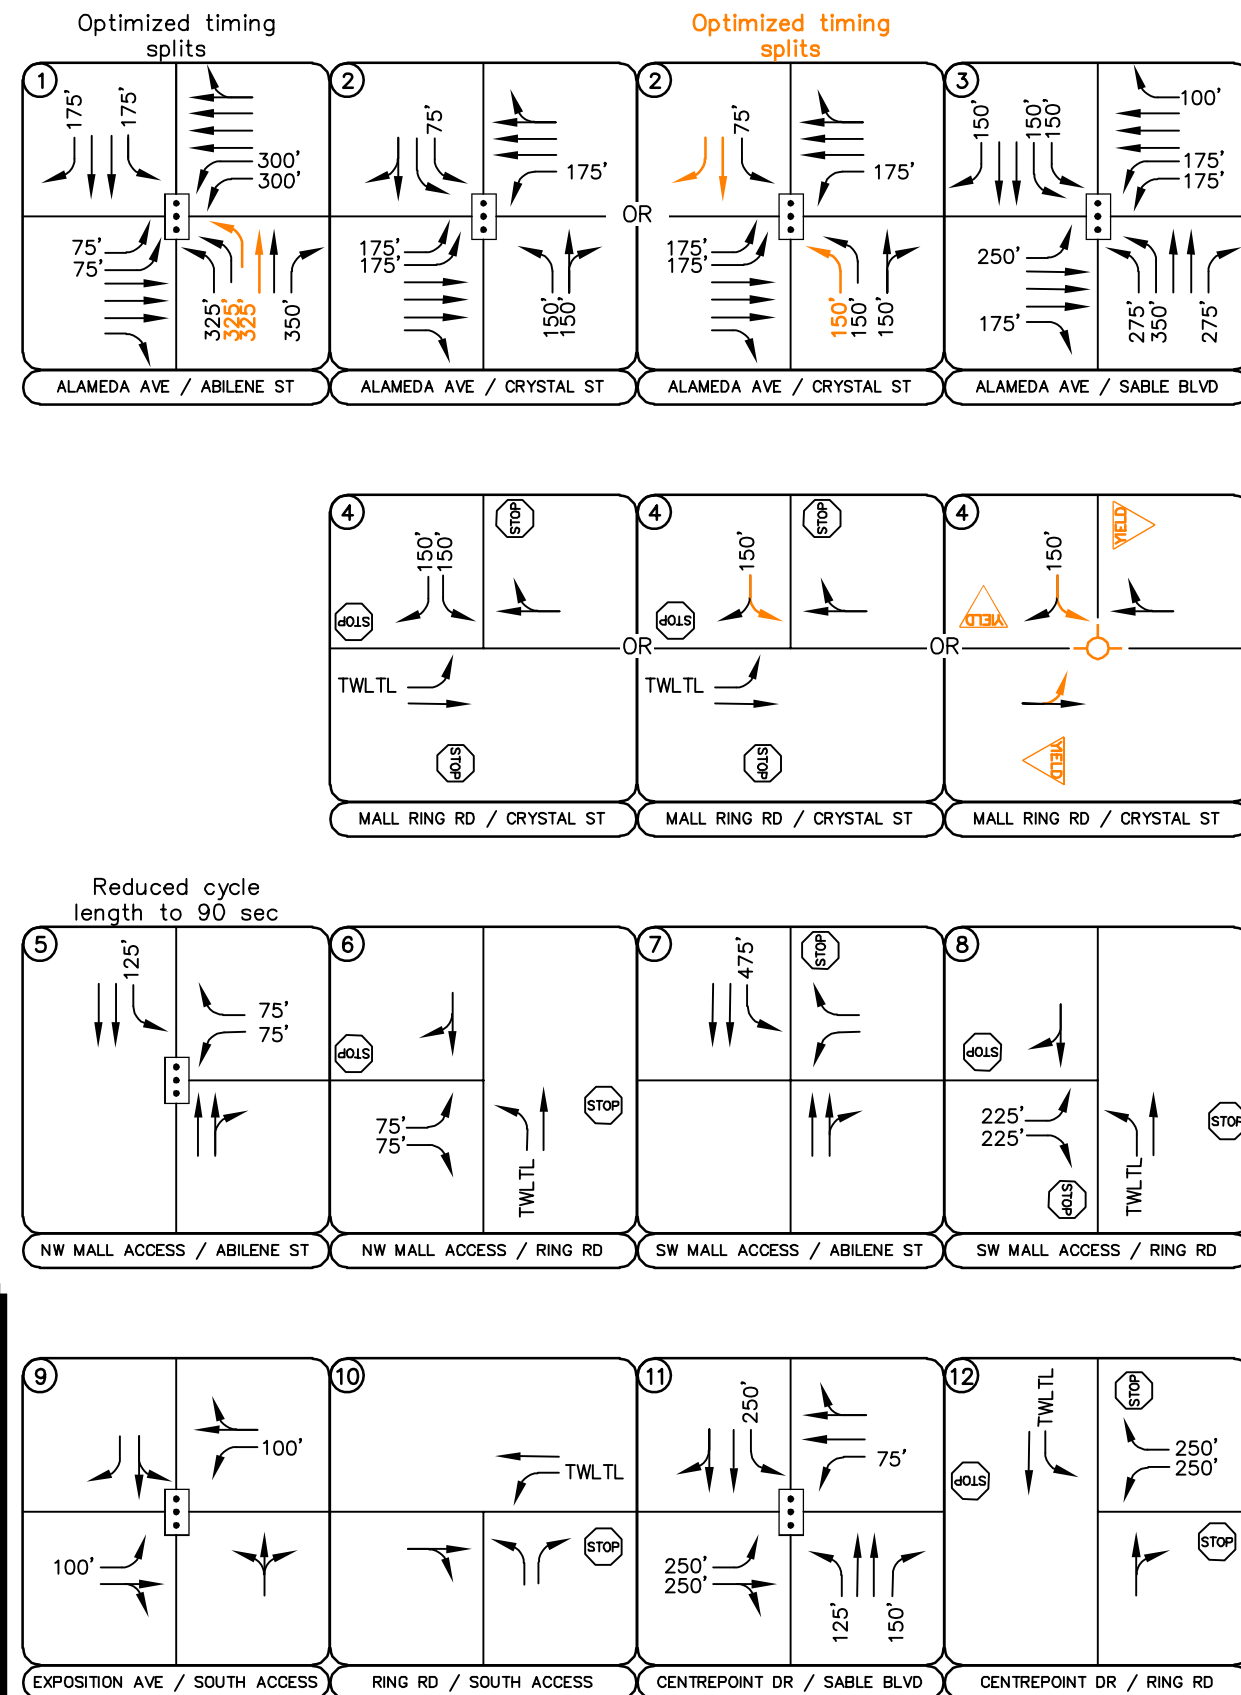 Optimized timing
splits
Optimized timing
splits
1
175'
175'
300'
300'
75'
75'
325'
325'
325'
350'
ALAMEDA AVE / ABILENE ST
2
75'
175'
175'
175'
150'
150'
ALAMEDA AVE / CRYSTAL ST
OR
2
75'
175'
175'
175'
150'
150'
150'
ALAMEDA AVE / CRYSTAL ST
3
150'
150'
150'
100'
175'
175'
250'
175'
275'
350'
275'
ALAMEDA AVE / SABLE BLVD
4
150'
150'
STOP
STOP
TWLTL
STOP
MALL RING RD / CRYSTAL ST
OR
4
150'
STOP
STOP
TWLTL
STOP
MALL RING RD / CRYSTAL ST
OR
4
150'
YIELD
YIELD
YIELD
MALL RING RD / CRYSTAL ST
Reduced cycle
length to 90 sec
5
125'
75'
75'
NW MALL ACCESS / ABILENE ST
6
STOP
75'
75'
STOP
TWLTL
NW MALL ACCESS / RING RD
7
475'
STOP
SW MALL ACCESS / ABILENE ST
8
STOP
225'
225'
STOP
TWLTL
STOP
SW MALL ACCESS / RING RD
9
100'
100'
EXPOSITION AVE / SOUTH ACCESS
10
TWLTL
STOP
RING RD / SOUTH ACCESS
11
250'
75'
250'
250'
125'
150'
CENTREPOINT DR / SABLE BLVD
12
TWLTL
STOP
STOP
250'
250'
STOP
CENTREPOINT DR / RING RD